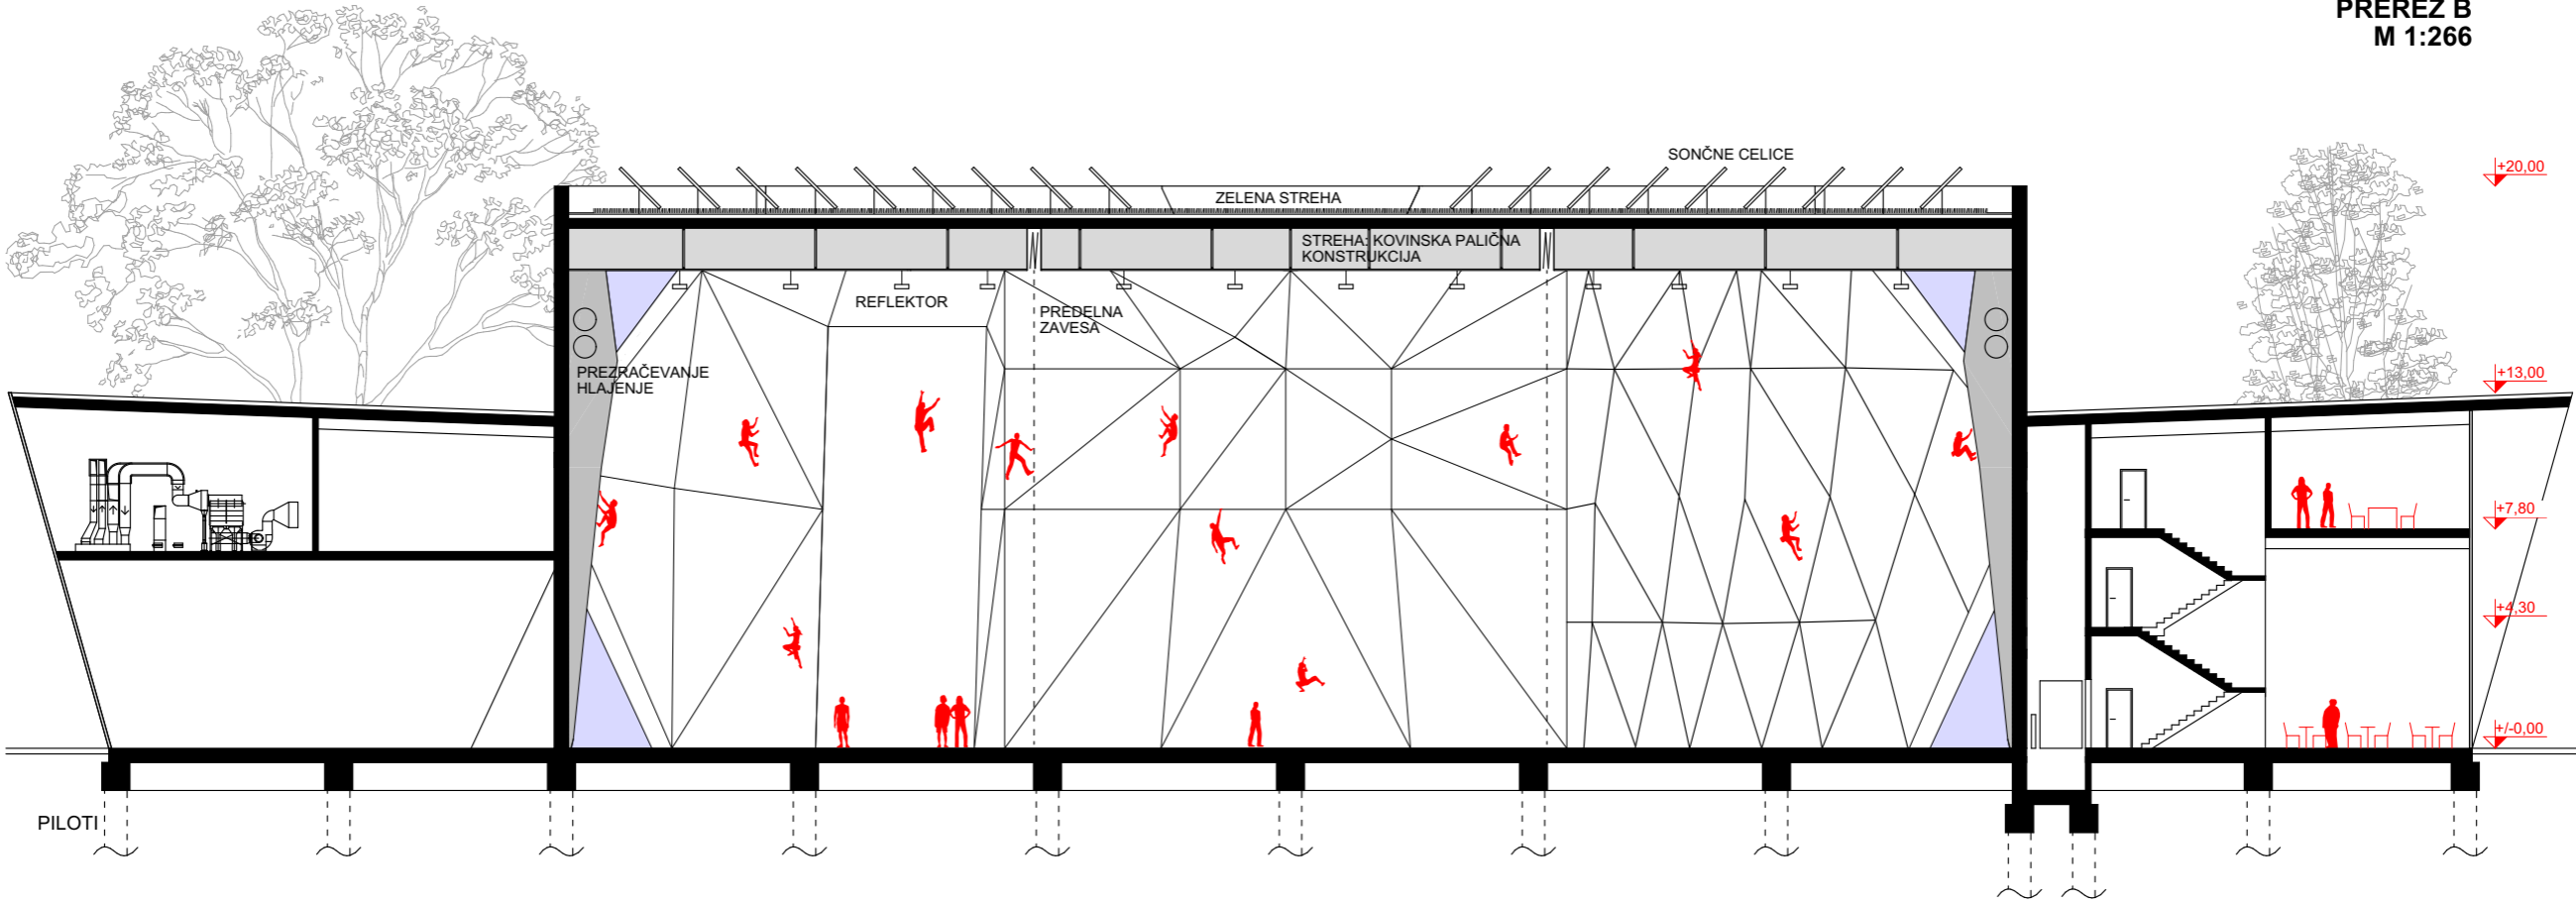 PREREZ B
M 1:266
SONČNE CELICE
+20,00
ZELENA STREHA
STREHA: KOVINSKA PALIČNA
KONSTRUKCIJA
REFLEKTOR
PREDELNA
ZAVESA
PREZRAČEVANJE
HLAJENJE
+13,00
+7,80
+4,30
+/-0,00
PILOTI